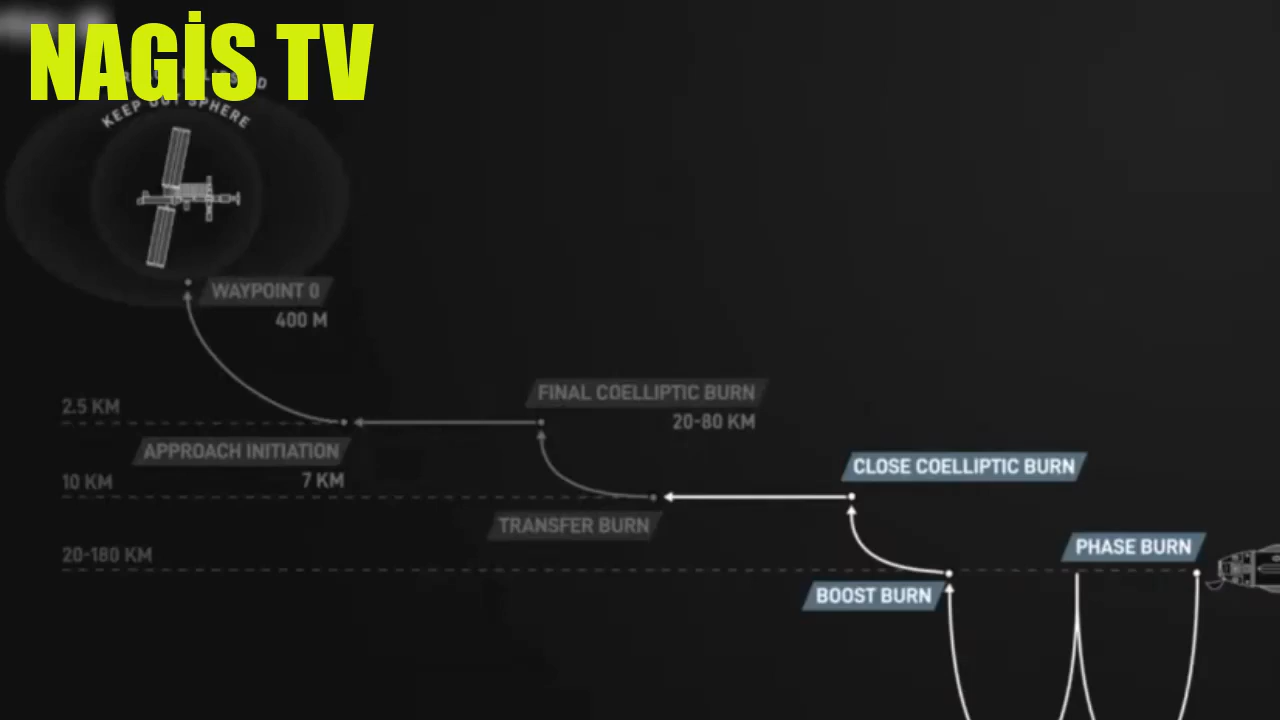 NAGİS TV
KEEP OUT SPHERE
WAYPOINT 0
400 M
FINAL COELLIPTIC BURN
20-80 KM
2.5 KM
APPROACH INITIATION
7 KM
CLOSE COELLIPTIC BURN
10 KM
TRANSFER BURN
PHASE BURN
20-180 KM
BOOST BURN